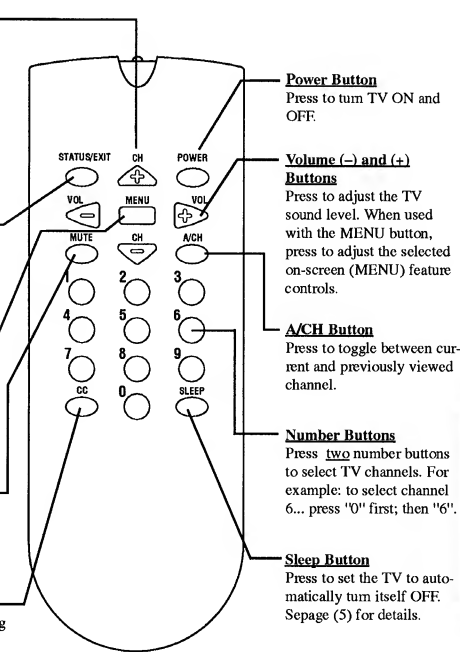 STATUS/EXIT CH POWER
VOL MENU VOL
MUTE CH A/CH
1 2 3
4 5 6
7 8 9
CC 0 SLEEP
g
Power Button
Press to turn TV ON and
OFF.
Volume (–) and (+)
Buttons
Press to adjust the TV
sound level. When used
with the MENU button,
press to adjust the selected
on-screen (MENU) feature
controls.
A/CH Button
Press to toggle between cur-
rent and previously viewed
channel.
Number Buttons
Press two number buttons
to select TV channels. For
example: to select channel
6... press "0" first; then "6".
Sleep Button
Press to set the TV to auto-
matically turn itself OFF.
Sepage (5) for details.